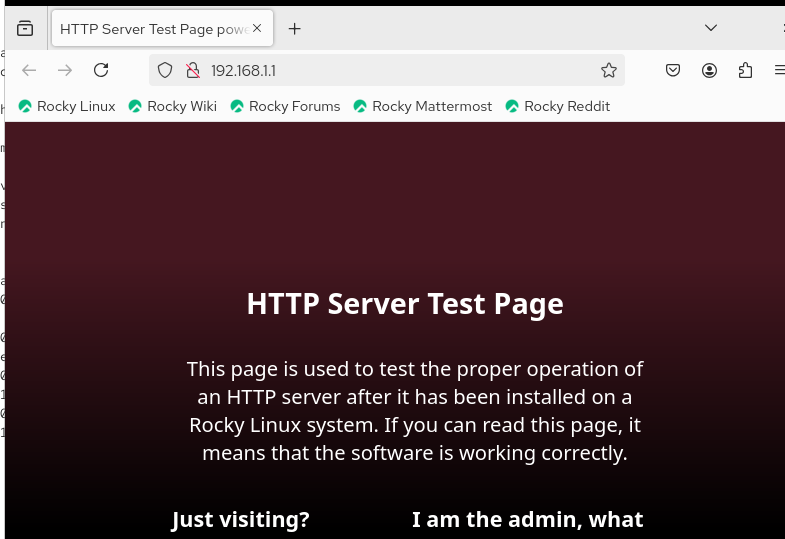 HTTP Server Test Page pow
192.168.1.1
Rocky Linux Rocky Wiki Rocky Forums Rocky Mattermost Rocky Reddit
HTTP Server Test Page
This page is used to test the proper operation of
an HTTP server after it has been installed on a
Rocky Linux system. If you can read this page, it
means that the software is working correctly.
Just visiting? I am the admin, what